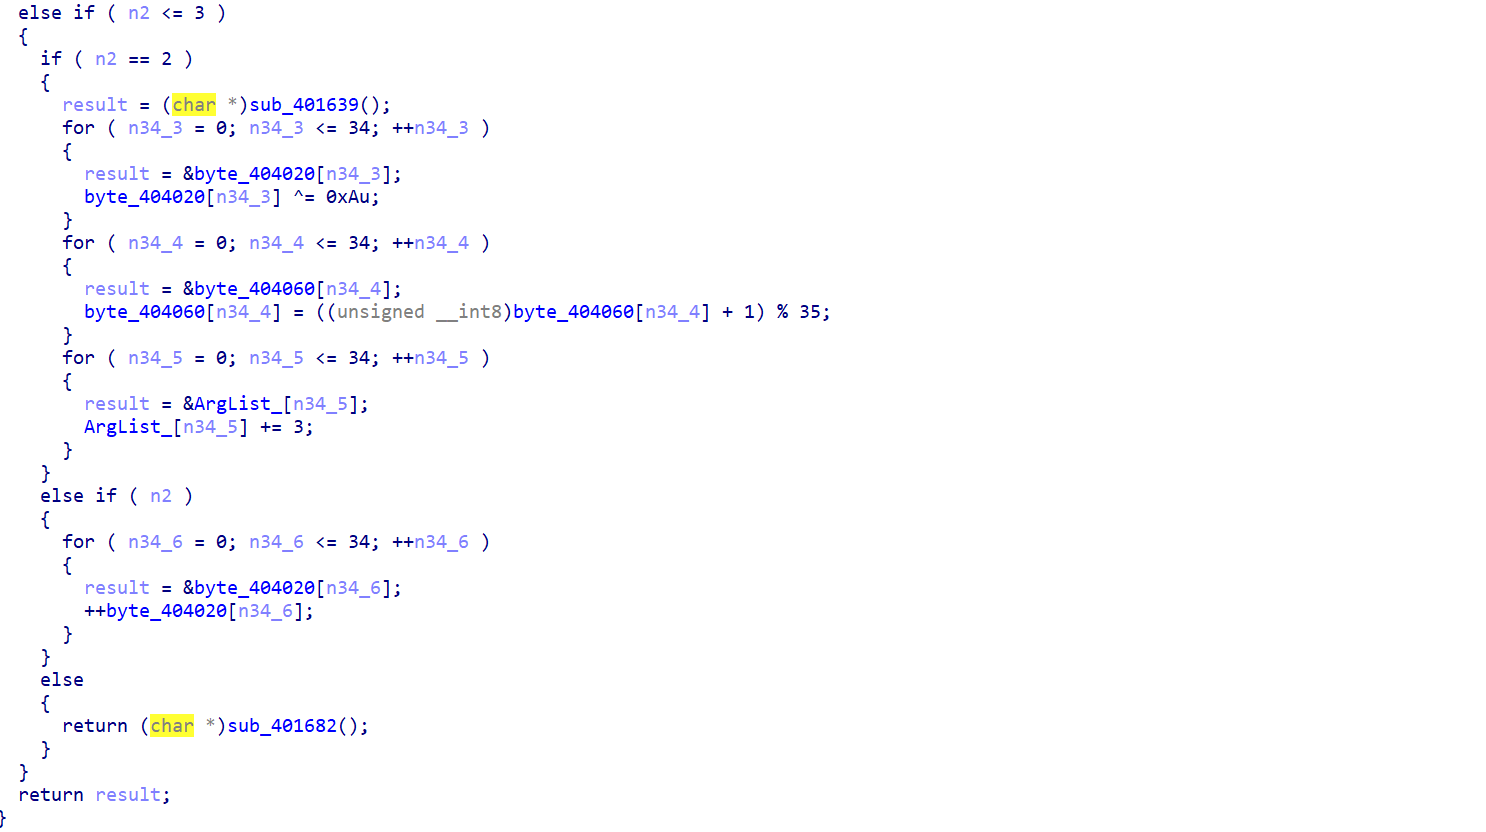 else if ( n2 <= 3 )
{
if ( n2 == 2 )
{
result = (char *)sub_401639();
for ( n34_3 = 0; n34_3 <= 34; ++n34_3 )
{
result = &byte_404020[n34_3];
byte_404020[n34_3] ^= 0xAu;
}
for ( n34_4 = 0; n34_4 <= 34; ++n34_4 )
{
result = &byte_404060[n34_4];
byte_404060[n34_4] = ((unsigned __int8)byte_404060[n34_4] + 1) % 35;
}
for ( n34_5 = 0; n34_5 <= 34; ++n34_5 )
{
result = &ArgList_[n34_5];
ArgList_[n34_5] += 3;
}
}
else if ( n2 )
{
for ( n34_6 = 0; n34_6 <= 34; ++n34_6 )
{
result = &byte_404020[n34_6];
++byte_404020[n34_6];
}
}
else
{
return (char *)sub_401682();
}
}
return result;
}